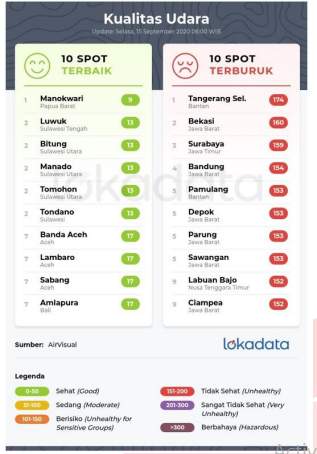 Kualitas Udara
Update: Selasa, 15 September 2020 06:00 WIB
10 SPOT
TERBAIK
1 Manokwari 9
Papua Barat
2 Luwuk 13
Sulawesi Tengah
2 Bitung 13
Sulawesi Utara
2 Manado 13
Sulawesi Utara
2 Tomohon 13
Sulawesi Utara
2 Tondano 13
Sulawesi
7 Banda Aceh 17
Aceh
7 Lambaro 17
Aceh
7 Sabang 17
Aceh
7 Amlapura 17
Bali
10 SPOT
TERBURUK
1 Tangerang Sel. 174
Banten
2 Bekasi 160
Jawa Barat
3 Surabaya 159
Jawa Timur
4 Bandung 154
Jawa Barat
5 Pamulang 153
Banten
5 Depok 153
Jawa Barat
5 Parung 153
Jawa Barat
5 Sawangan 153
Jawa Barat
9 Labuan Bajo 152
Nusa Tenggara Timur
9 Ciampea 152
Jawa Barat
lokadata
Sumber: AirVisual
lokadata
Legenda
0-50 Sehat (Good)
51-100 Sedang (Moderate)
101-150 Berisiko (Unhealthy for
Sensitive Groups)
151-200 Tidak Sehat (Unhealthy)
201-300 Sangat Tidak Sehat (Very
Unhealthy)
>300 Berbahaya (Hazardous)
Activ